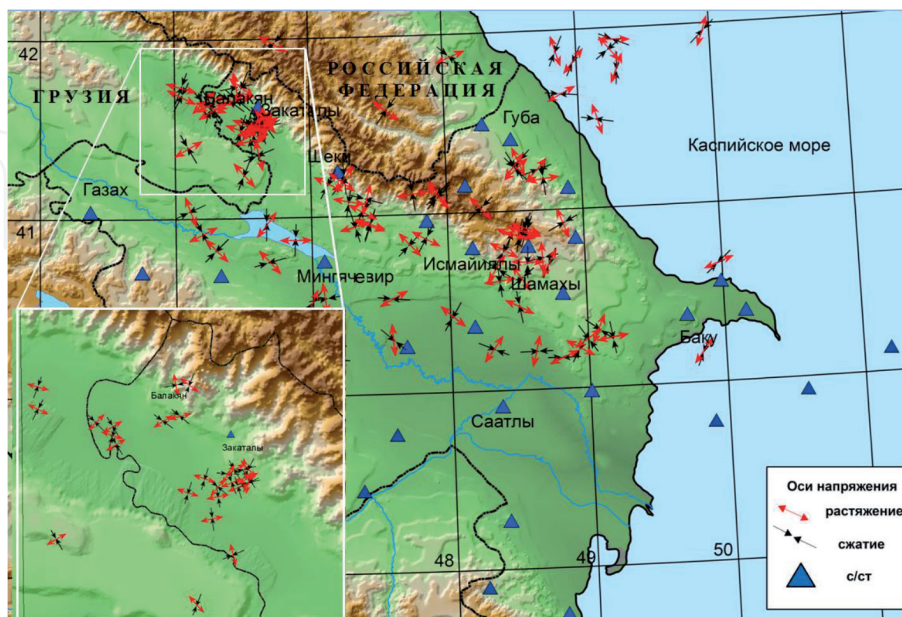 42
РОССИЙСКАЯ
ФЕДЕРАЦИЯ
ГРУЗИЯ
Балакян
Закаталы
Губа
Каспийское море
Шеки
Газах
41
Исмайиллы
Мингячевир
Шамахы
Баку
Балакян
Закаталы
Саатлы
Оси напряжения
растяжение
сжатие
с/ст
48
49
50